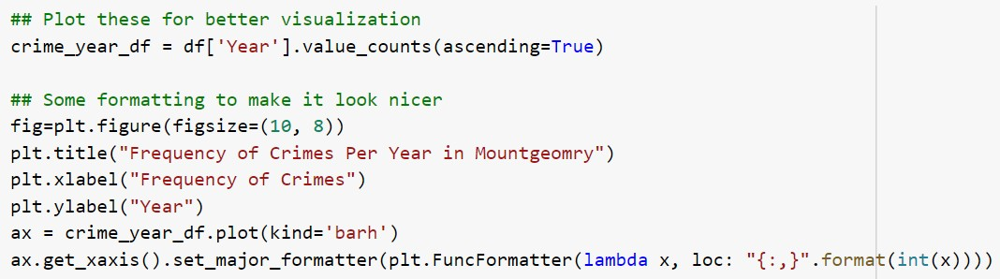 ## Plot these for better visualization
crime_year_df = df['Year'].value_counts(ascending=True)
## Some formatting to make it look nicer
fig=plt.figure(figsize=(10, 8))
plt.title("Frequency of Crimes Per Year in Mountgeomry")
plt.xlabel("Frequency of Crimes")
plt.ylabel("Year")
ax = crime_year_df.plot(kind='barh')
ax.get_xaxis().set_major_formatter(plt.FuncFormatter(lambda x, loc: "{:,}".format(int(x))))